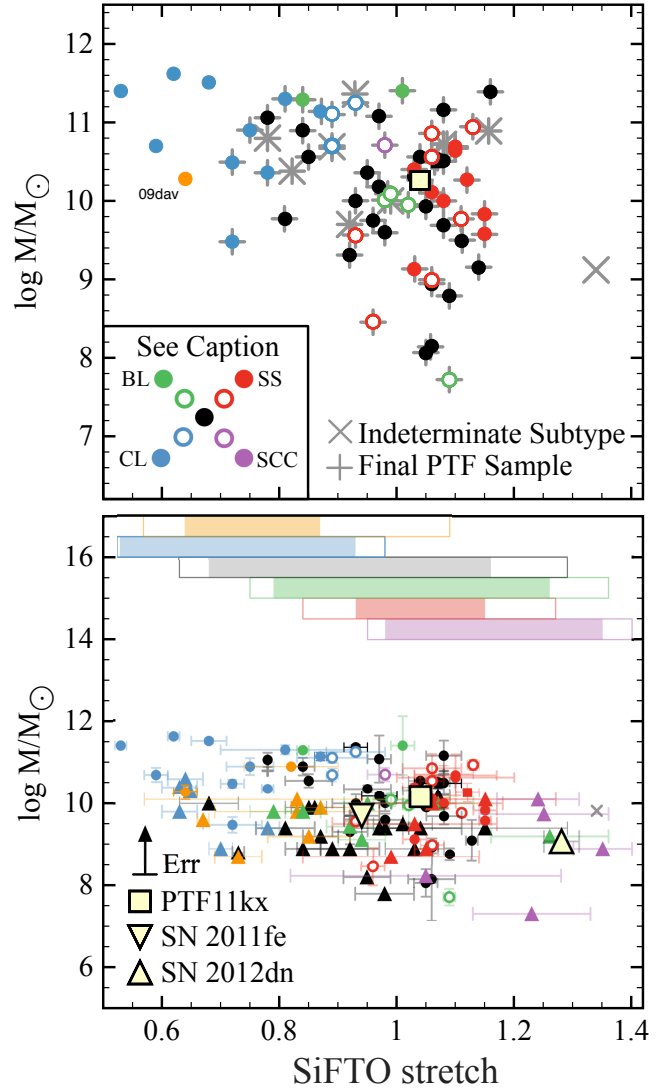 12
11
10
9
8
7
log M/M⊙
09dav
See Caption
BL
SS
CL
SCC
Indeterminate Subtype
Final PTF Sample
16
14
12
10
8
6
log M/M⊙
Err
PTF11kx
SN 2011fe
SN 2012dn
0.6 0.8 1 1.2 1.4
SiFTO stretch